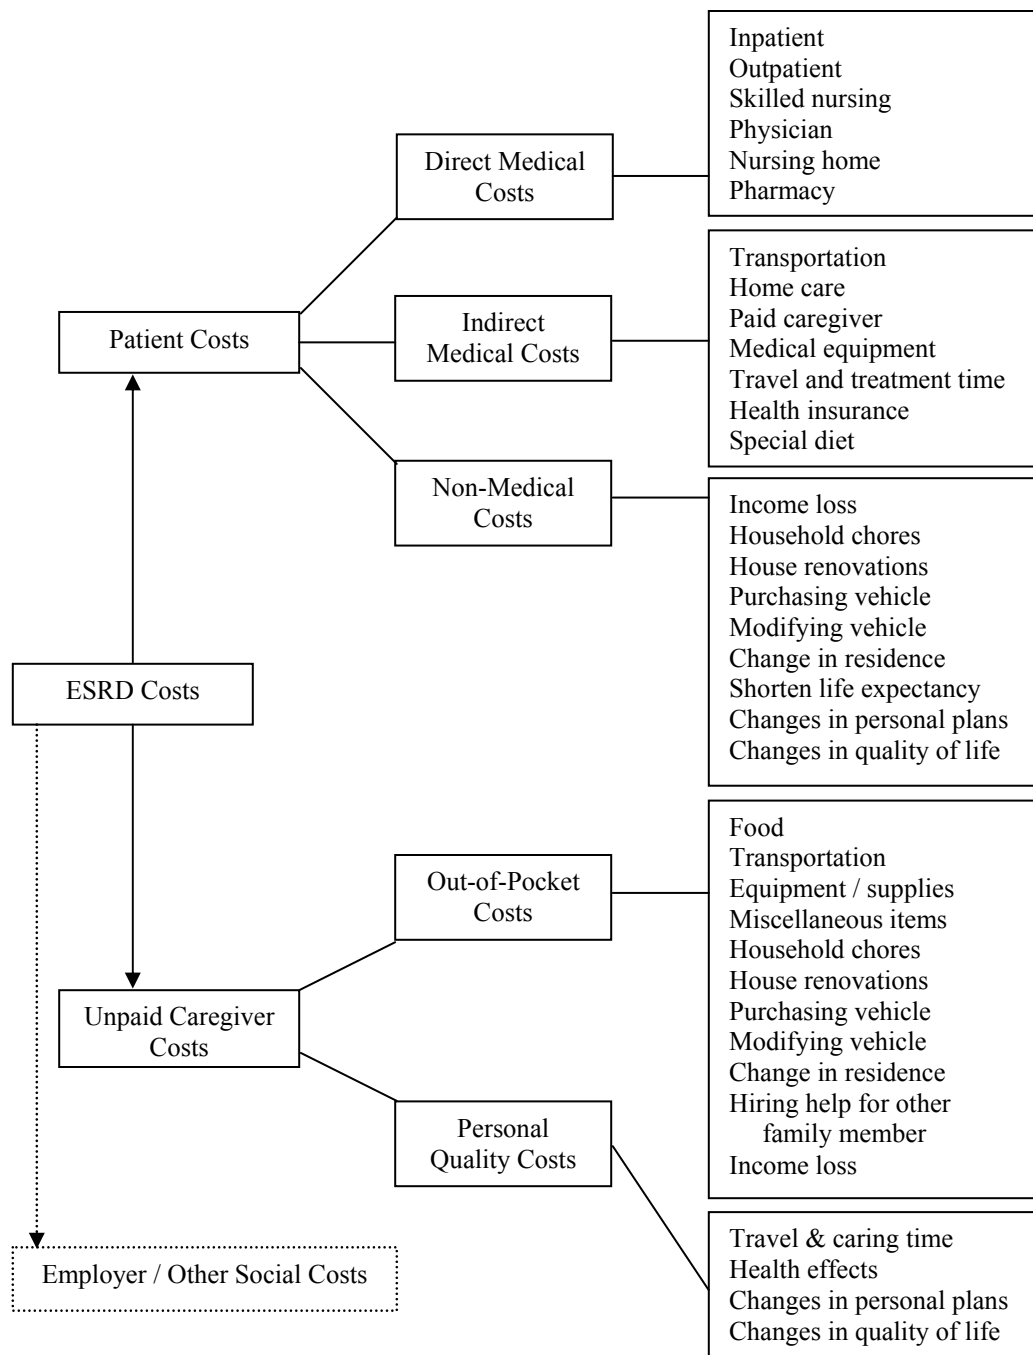 Inpatient
Outpatient
Skilled nursing
Physician
Nursing home
Pharmacy
Direct Medical
Costs
Transportation
Home care
Paid caregiver
Medical equipment
Travel and treatment time
Health insurance
Special diet
Patient Costs
Indirect
Medical Costs
Non-Medical
Costs
Income loss
Household chores
House renovations
Purchasing vehicle
Modifying vehicle
Change in residence
Shorten life expectancy
Changes in personal plans
Changes in quality of life
ESRD Costs
Food
Transportation
Equipment / supplies
Miscellaneous items
Household chores
House renovations
Purchasing vehicle
Modifying vehicle
Change in residence
Hiring help for other
family member
Income loss
Out-of-Pocket
Costs
Unpaid Caregiver
Costs
Personal
Quality Costs
Travel & caring time
Health effects
Changes in personal plans
Changes in quality of life
Employer / Other Social Costs